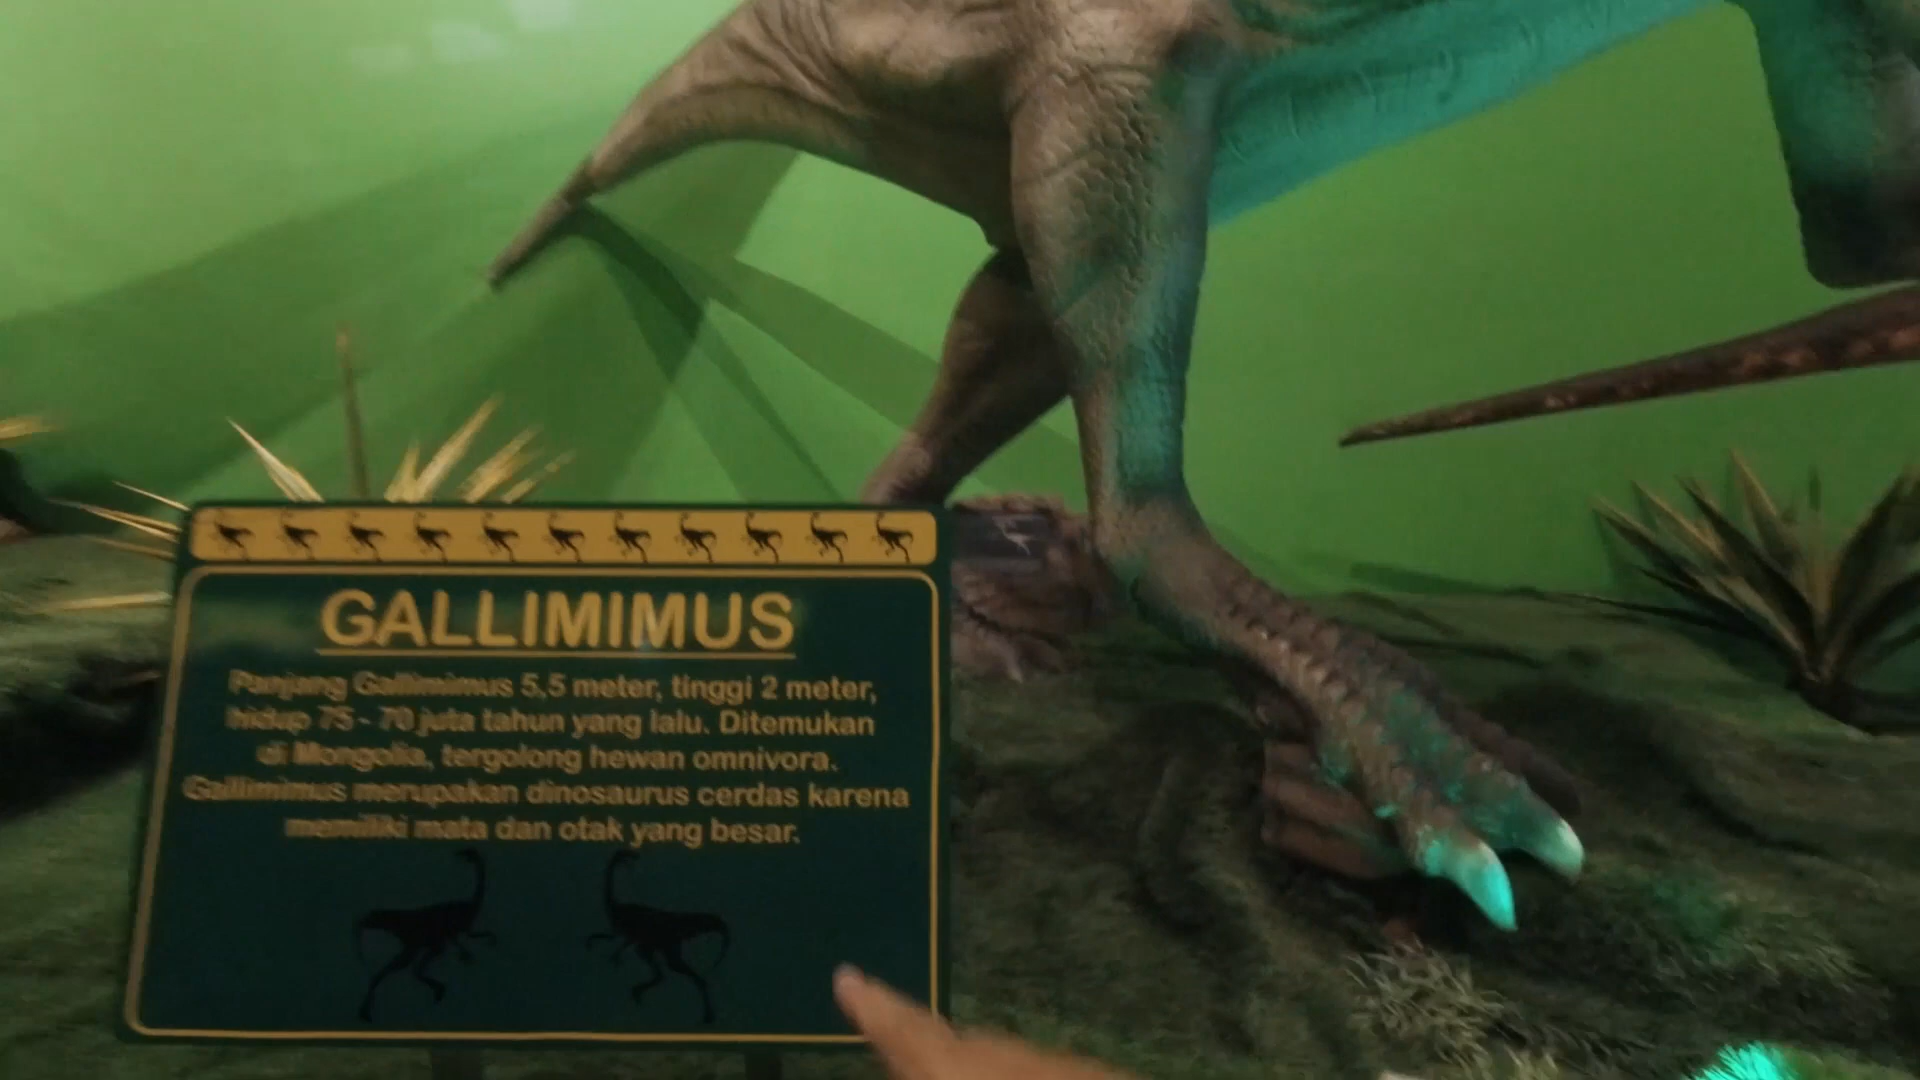 GALLIMIMUS
Panjang Gallimimus 5,5 meter, tinggi 2 meter,
hidup 75 - 70 juta tahun yang lalu. Ditemukan
di Mongolia, tergolong hewan omnivora.
Gallimimus merupakan dinosaurus cerdas karena
memiliki mata dan otak yang besar.